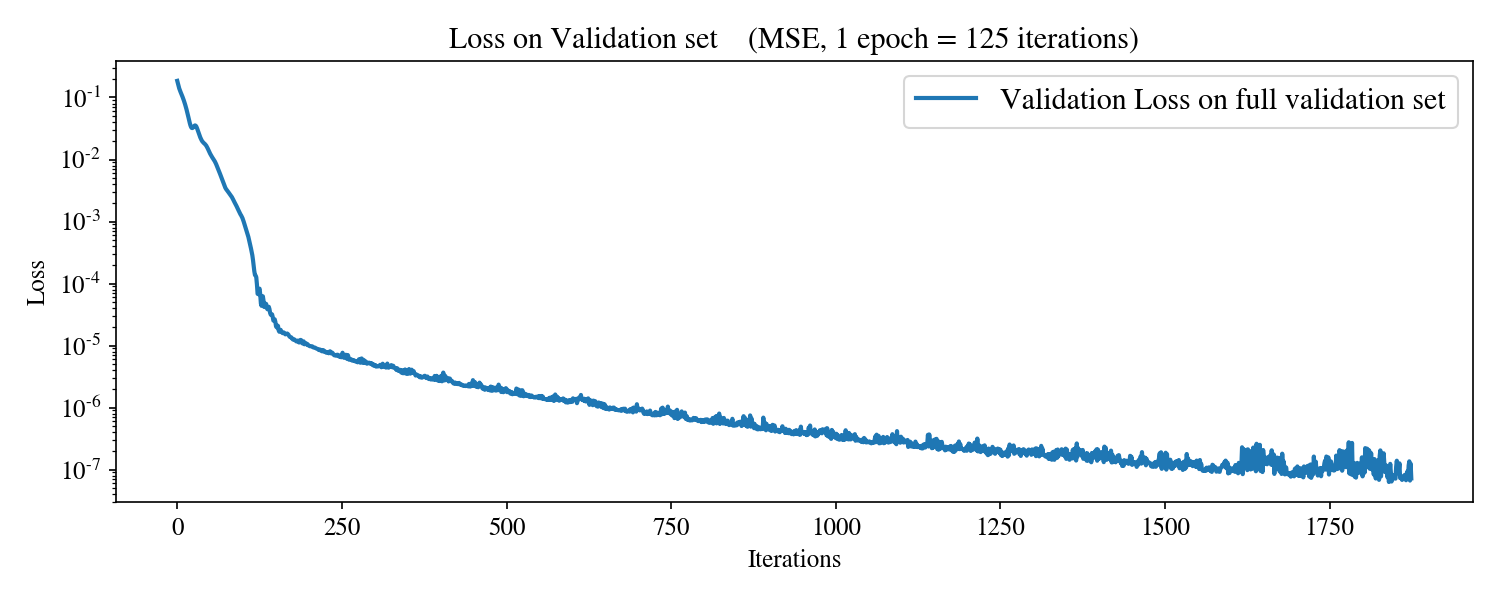 Loss on Validation set (MSE, 1 epoch = 125 iterations)
Validation Loss on full validation set
10-1
10-2
10-3
10-4
10-5
10-6
10-7
Loss
0 250 500 750 1000 1250 1500 1750
Iterations